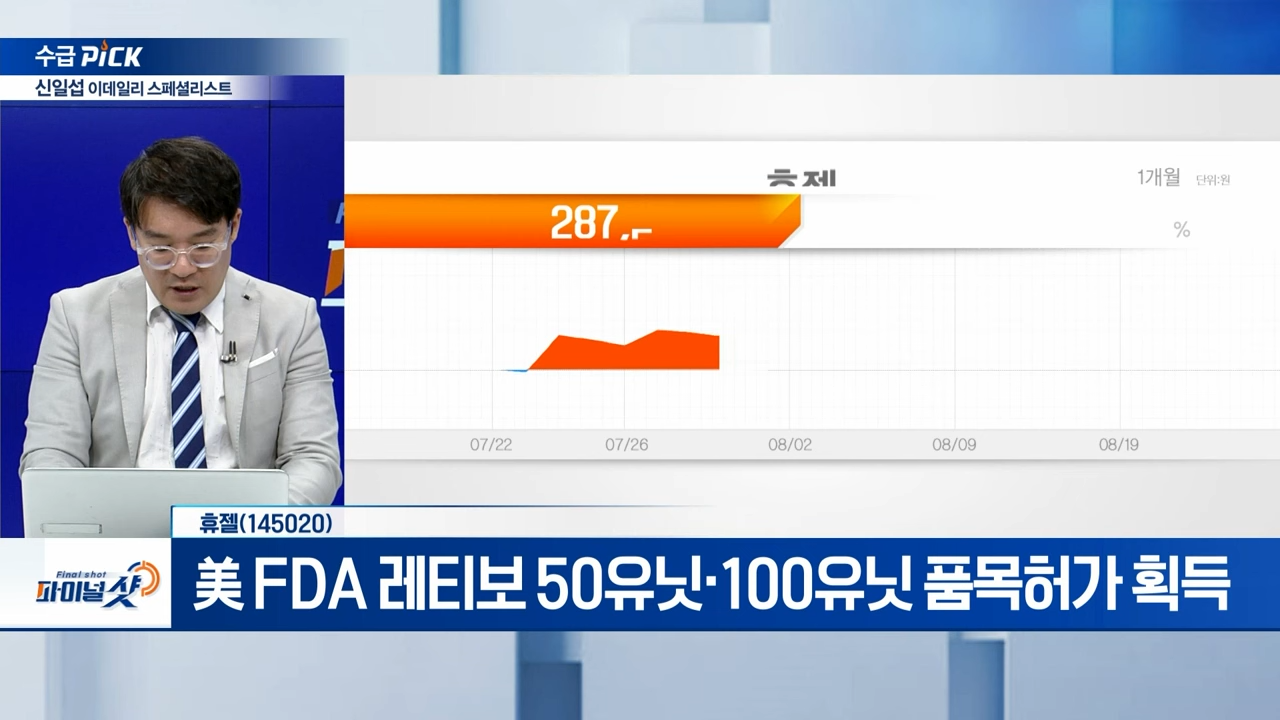 수급 PiCK
신일섭 이데일리 스페셜리스트
1개월 단위:원
287,
%
07/22 07/26 08/02 08/09 08/19
휴젤(145020)
Final shot
파이널샷
美 FDA 레티보 50유닛·100유닛 품목허가 획득